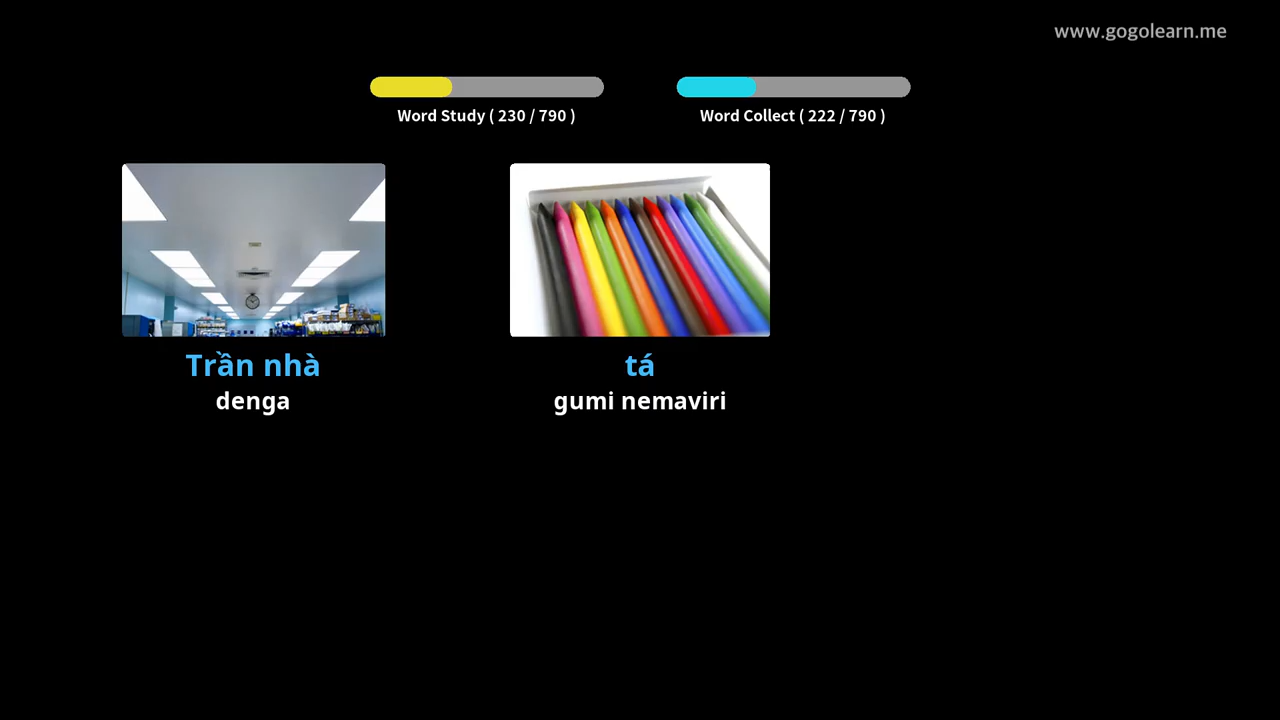 www.gogolearn.me
Word Study ( 230 / 790 )
Word Collect ( 222 / 790 )
Trần nhà
denga
tá
gumi nemaviri